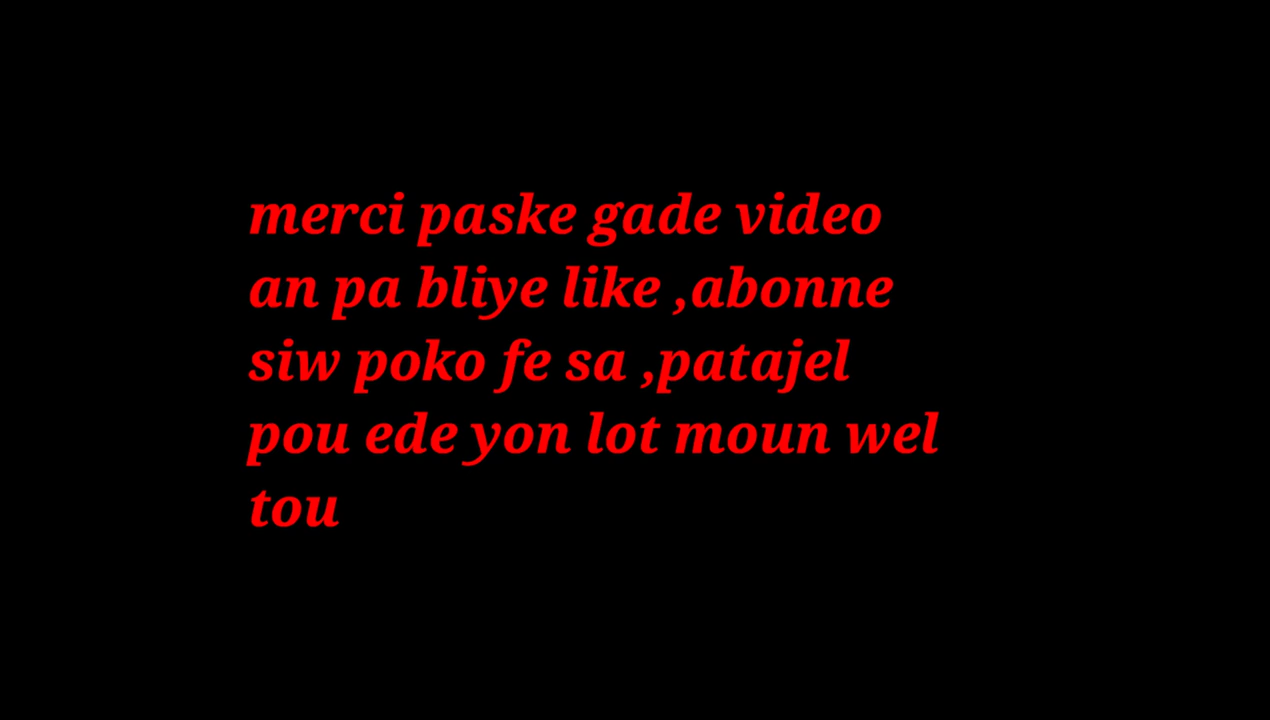 merci paske gade video
an pa bliye like ,abonne
siw poko fe sa ,patajel
pou ede yon lot moun wel
tou